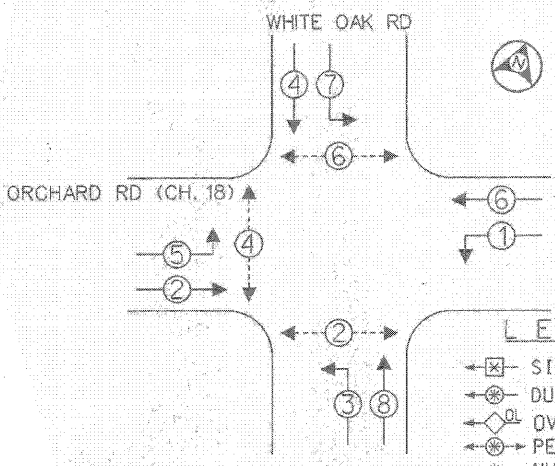 WHITE OAK RD
N
4 7
6
ORCHARD RD (CH. 18)
6
4
1
5
2
2
3 8
L E
* SI
* DU
OL OV
* PE